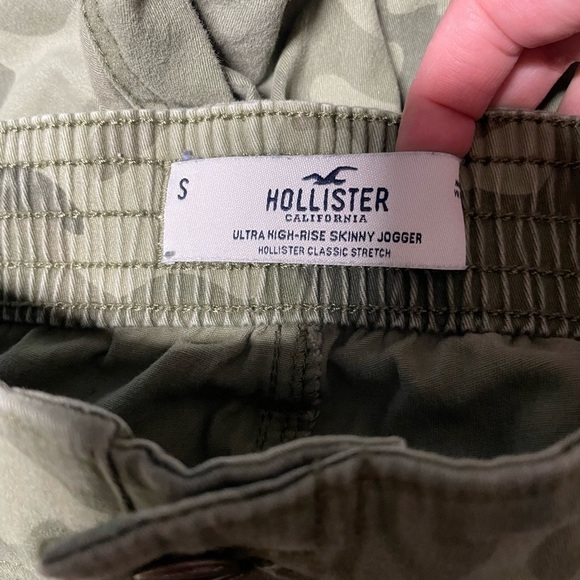 S
HOLLISTER
CALIFORNIA
ULTRA HIGH-RISE SKINNY JOGGER
HOLLISTER CLASSIC STRETCH